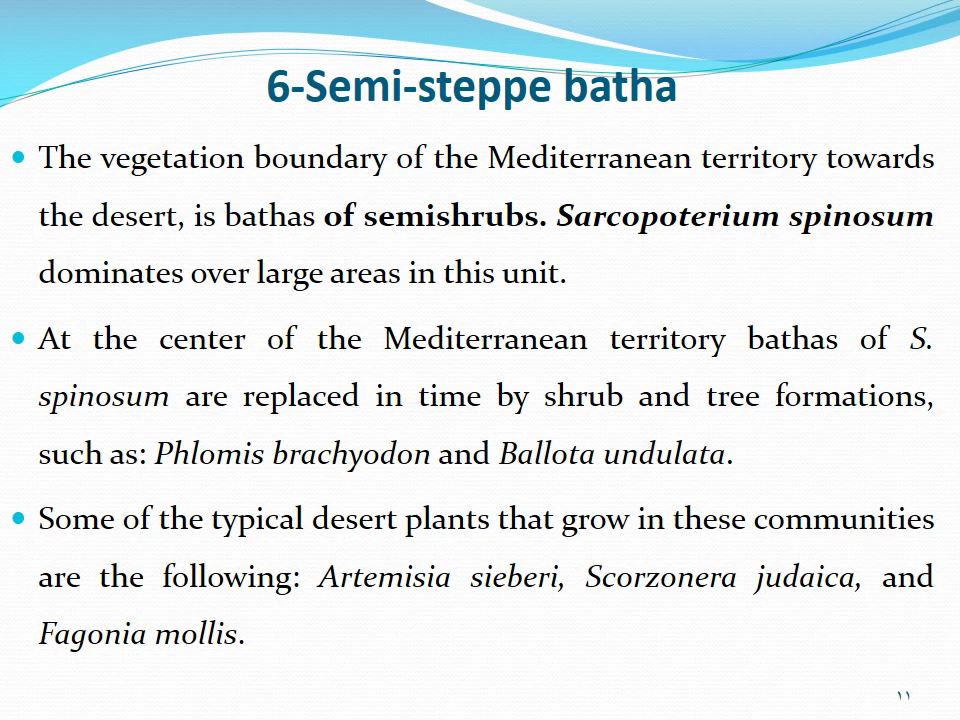 6-Semi-steppe batha
• The vegetation boundary of the Mediterranean territory towards
the desert, is bathas of semishrubs. Sarcopoterium spinosum
dominates over large areas in this unit.
• At the center of the Mediterranean territory bathas of S.
spinosum are replaced in time by shrub and tree formations,
such as: Phlomis brachyodon and Ballota undulata.
• Some of the typical desert plants that grow in these communities
are the following: Artemisia sieberi, Scorzonera judaica, and
Fagonia mollis.
١١